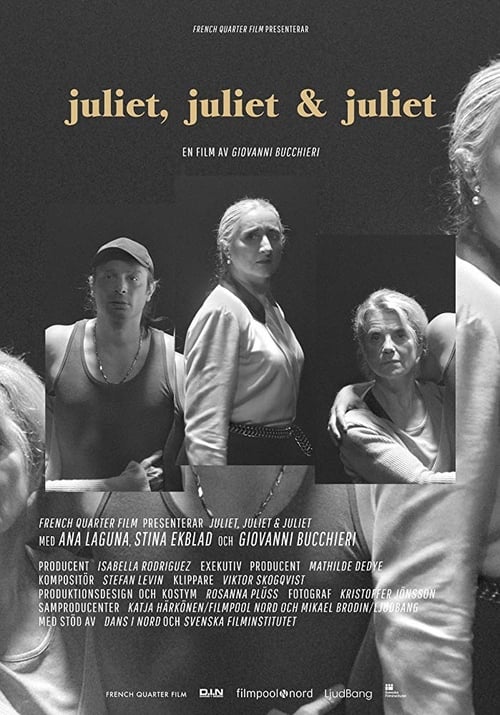 FRENCH QUARTER FILM PRESENTERAR
juliet, juliet & juliet
EN FILM AV GIOVANNI BUCCHIERI
FRENCH QUARTER FILM PRESENTERAR JULIET, JULIET & JULIET
MED ANA LAGUNA, STINA EKBLAD OCH GIOVANNI BUCCHIERI
PRODUCENT ISABELLA RODRIGUEZ EXEKUTIV PRODUCENT MATHILDE DEDYE
KOMPOSITÖR STEFAN LEVIN KLIPPARE VIKTOR SKOGQVIST
PRODUKTIONSDESIGN OCH KOSTYM ROSANNA PLÜSS FOTOGRAF KRISTOFFER JÖNSSON
SAMPRODUCENTER KATJA HÄRKÖNEN/FILMPOOL NORD OCH MIKAEL BRODIN/LJUDBANG
MED STÖD AV DANS I NORD OCH SVENSKA FILMINSTITUTET
FRENCH QUARTER FILM D.I.N filmpool nord LjudBang